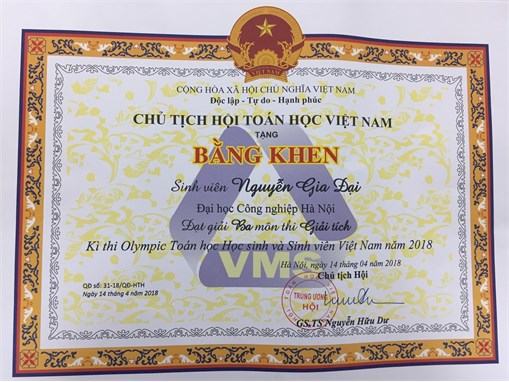 CỘNG HÒA XÃ HỘI CHỦ NGHĨA VIỆT NAM
Độc lập - Tự do - Hạnh phúc
CHỦ TỊCH HỘI TOÁN HỌC VIỆT NAM
TẶNG
BẰNG KHEN
Sinh viên Nguyễn Gia Đại
Đại học Công nghiệp Hà Nội
Đạt giải Ba môn thi Giải tích
Kì thi Olympic Toán học Học sinh và Sinh viên Việt Nam năm 2018
VMS
Hà Nội, ngày 14 tháng 04 năm 2018
Chủ tịch Hội
QĐ số: 31-18/QĐ-HTH
Ngày 14 tháng 4 năm 2018
TRUNG ƯƠNG
HỘI
GS.TS Nguyễn Hữu Dư